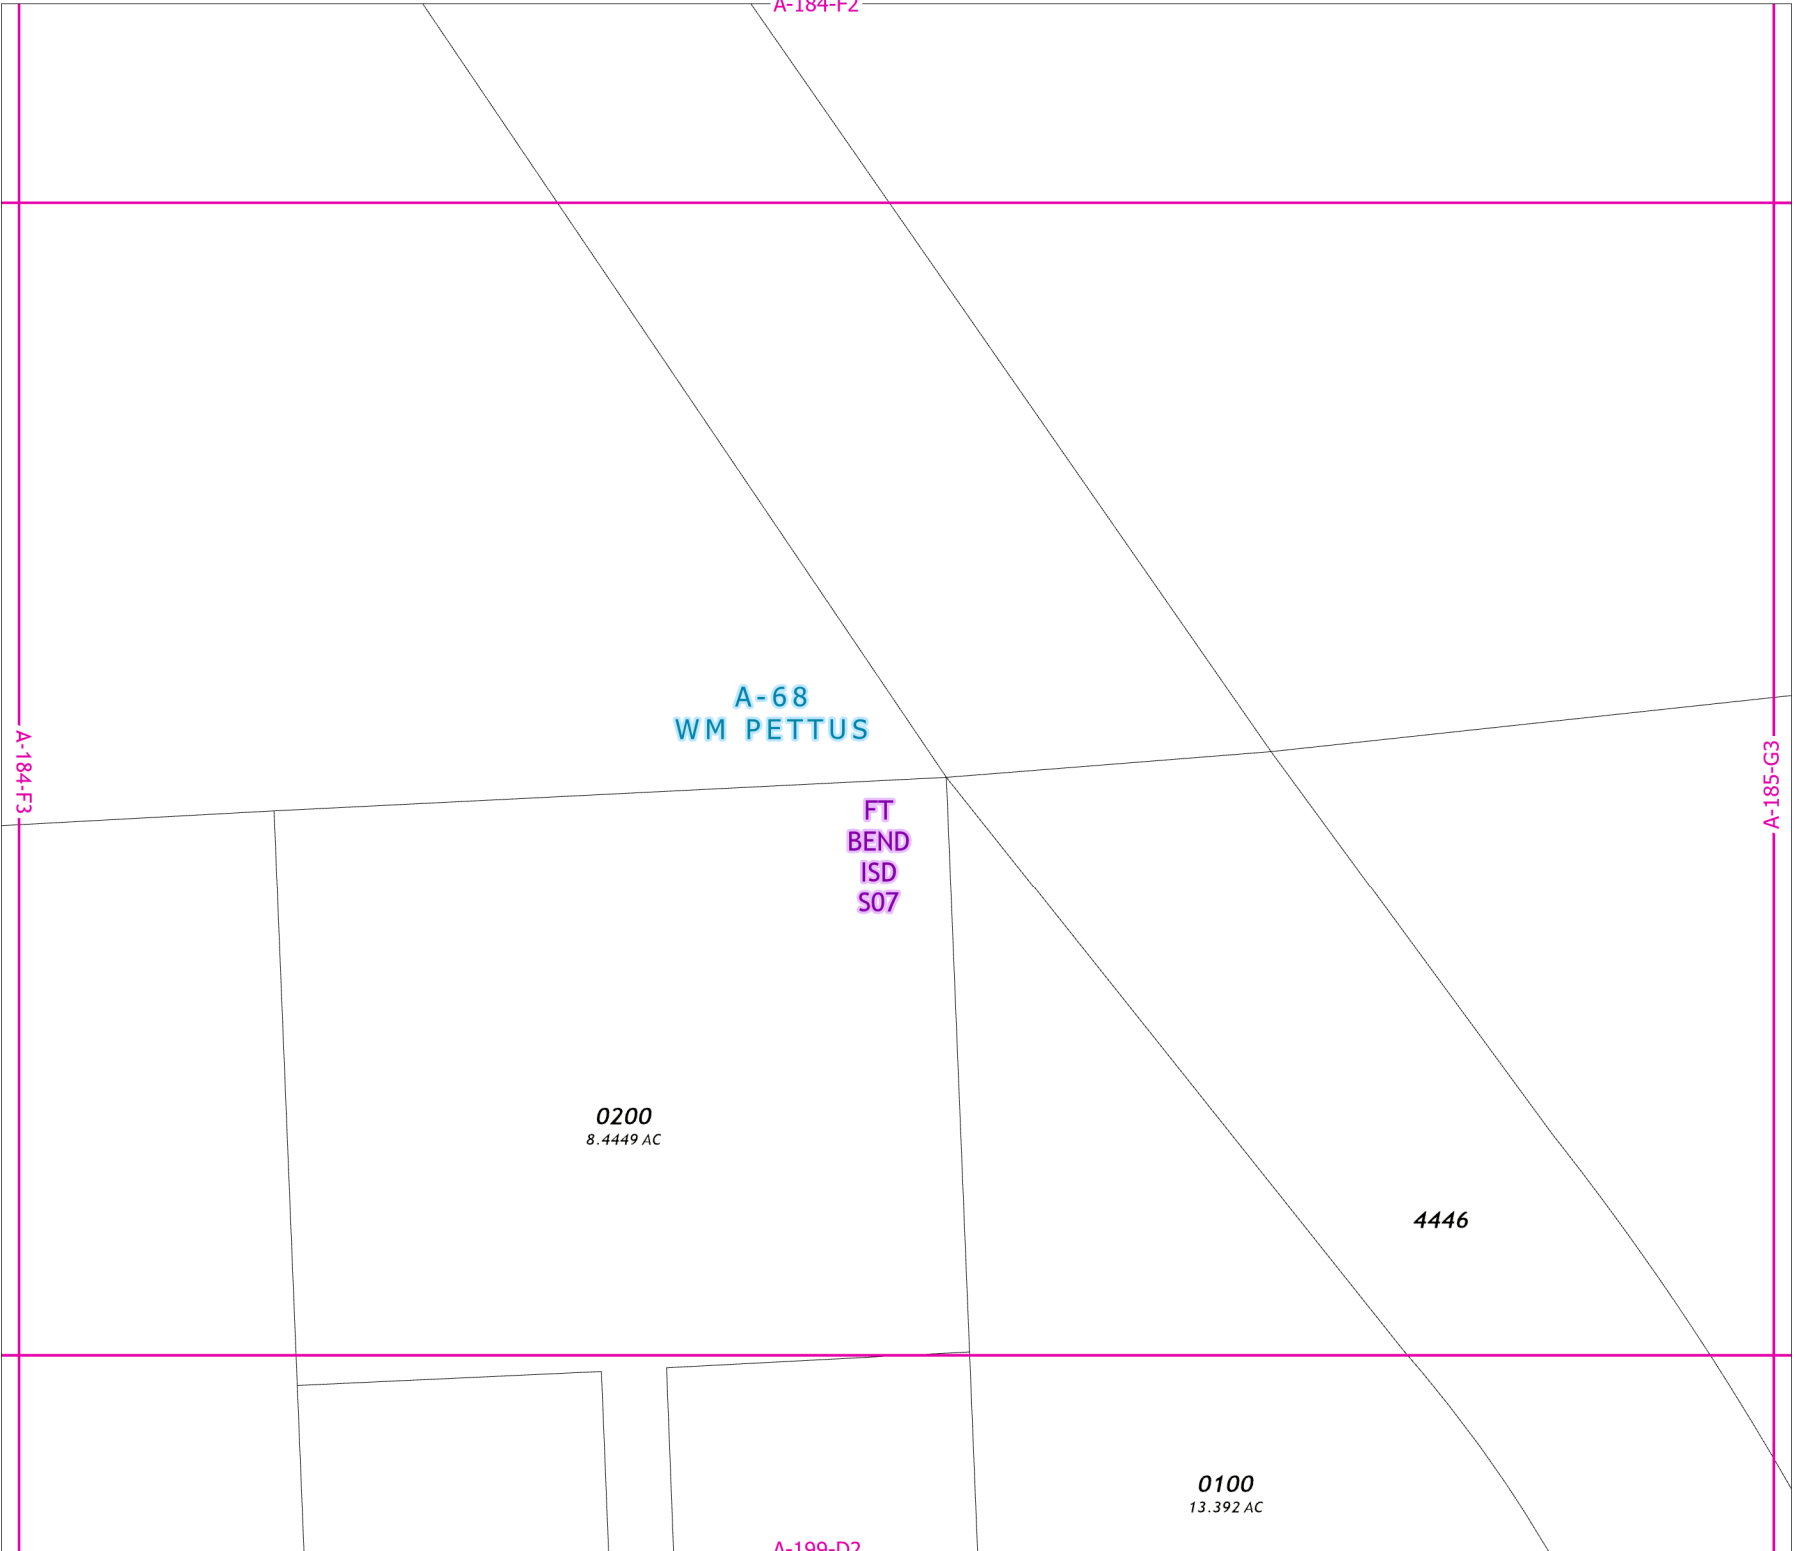 A-184-F2
A-68
WM PETTUS
A-184-F3
A-185-G3
FT
BEND
ISD
S07
0200
8.4449 AC
4446
0100
13.392 AC
A-199-D2